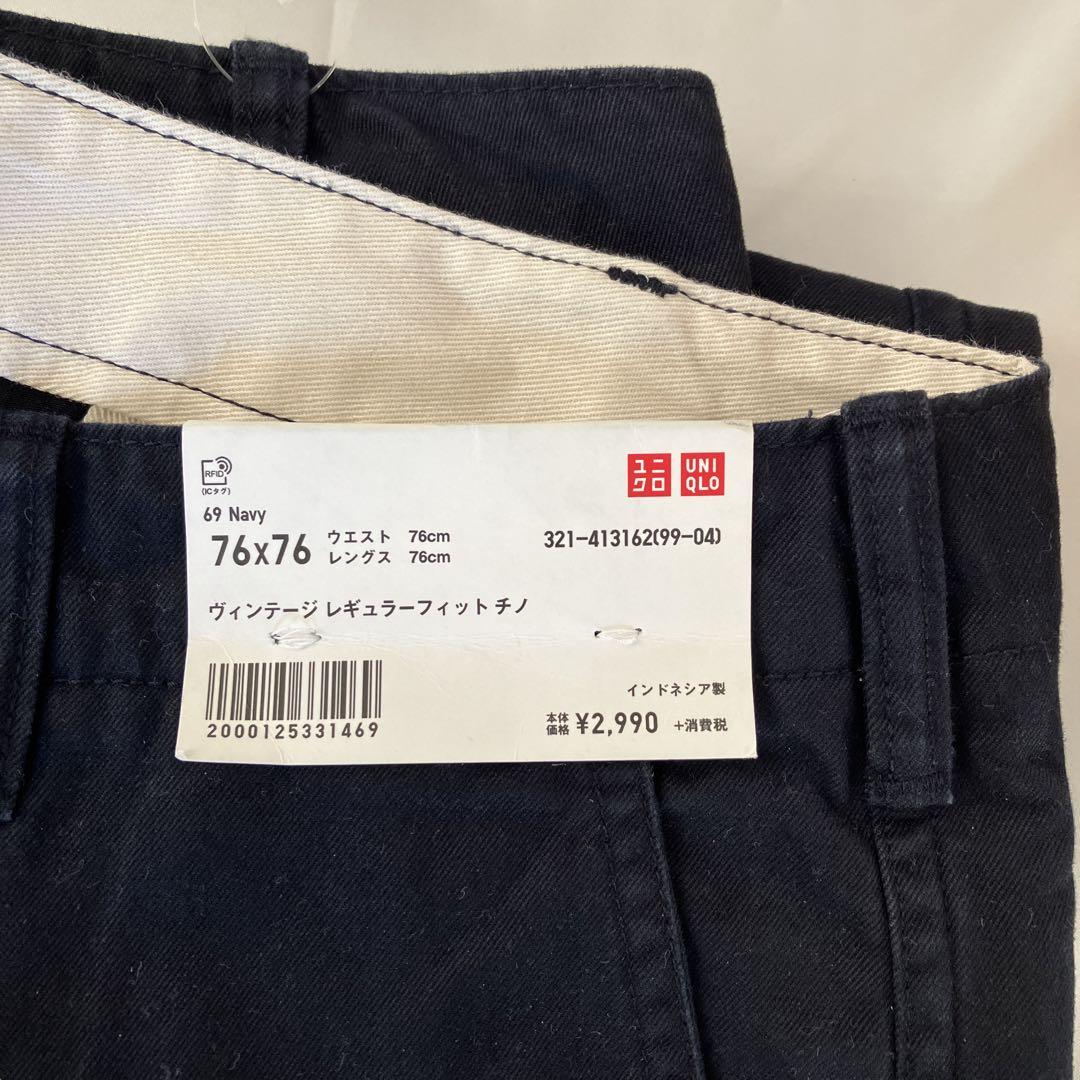 RFID
(ICタグ)
ユニ
クロ
UNI
QLO
69 Navy
76x76
ウエスト 76cm
レングス 76cm
321-413162(99-04)
ヴィンテージ レギュラーフィット チノ
2000125331469
インドネシア製
本体
価格 ¥2,990 +消費税